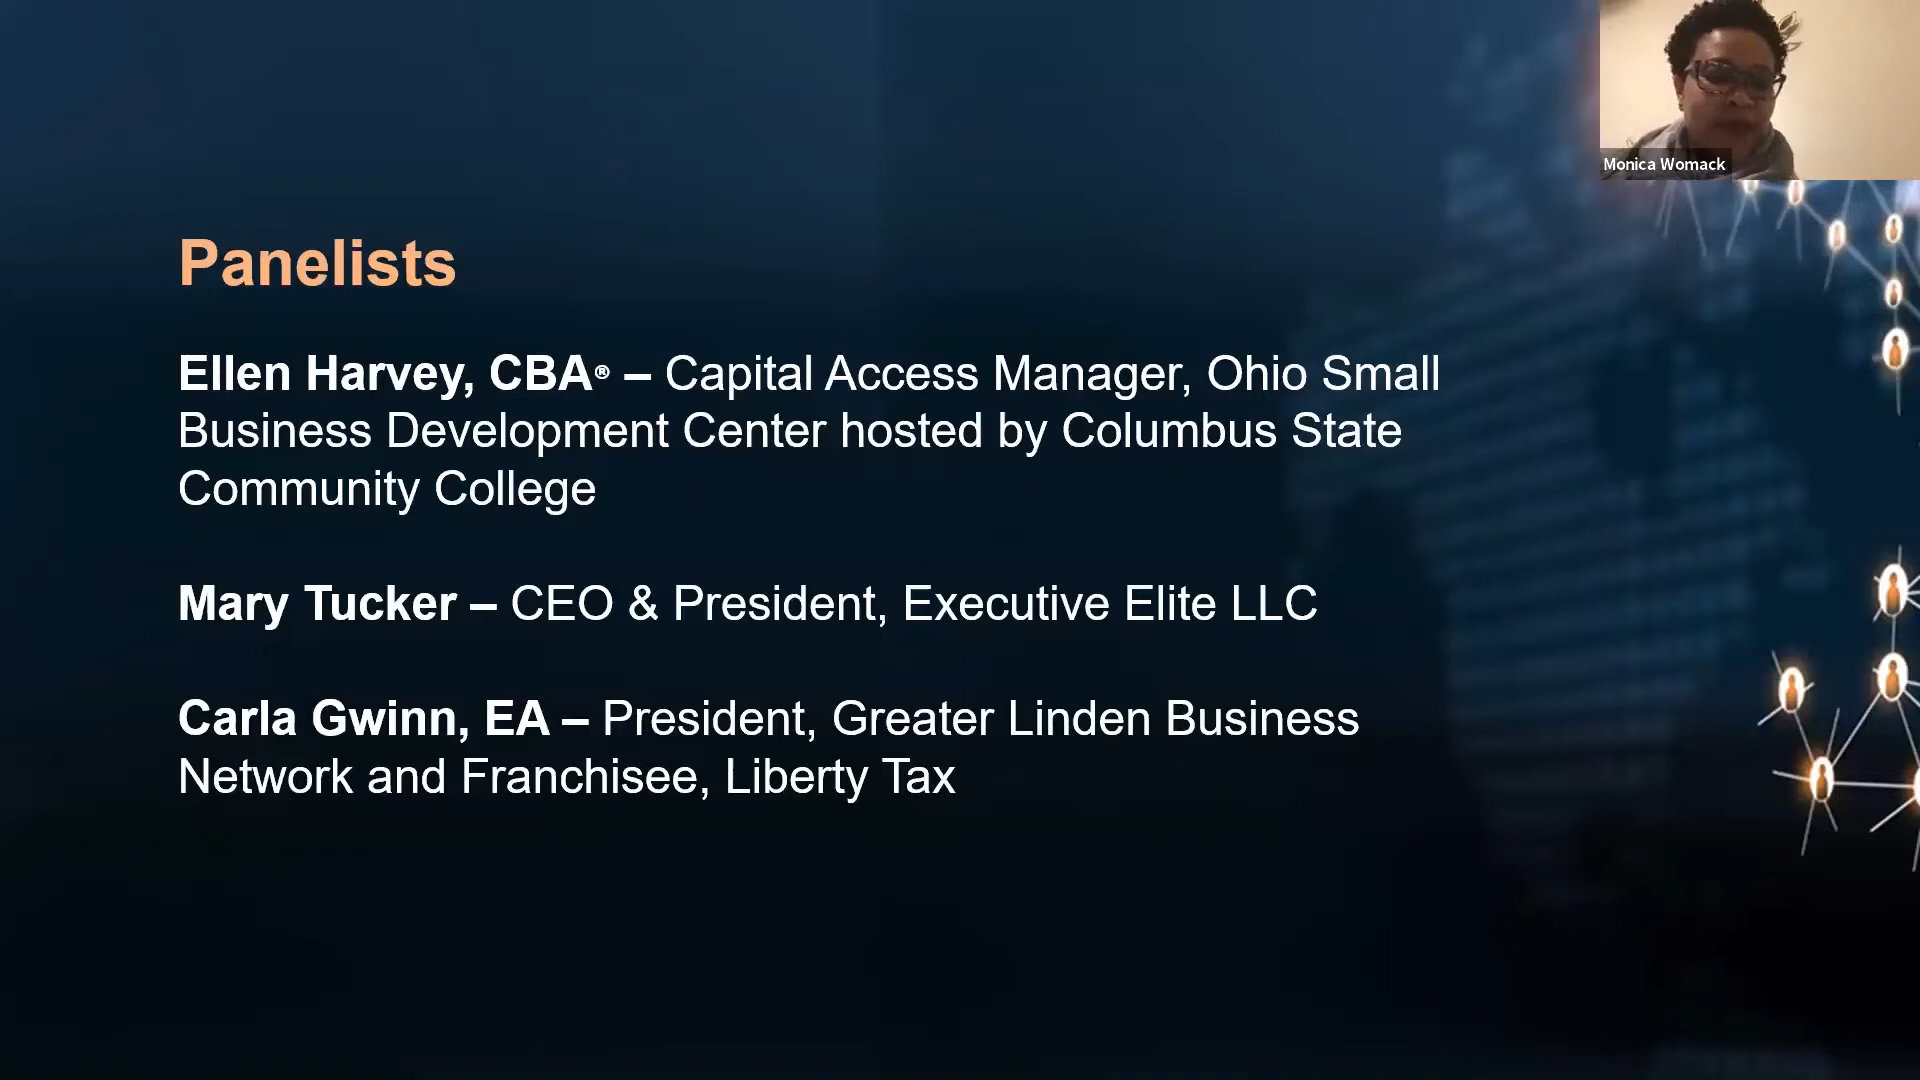 Monica Womack
Panelists
Ellen Harvey, CBA® – Capital Access Manager, Ohio Small
Business Development Center hosted by Columbus State
Community College
Mary Tucker – CEO & President, Executive Elite LLC
Carla Gwinn, EA – President, Greater Linden Business
Network and Franchisee, Liberty Tax